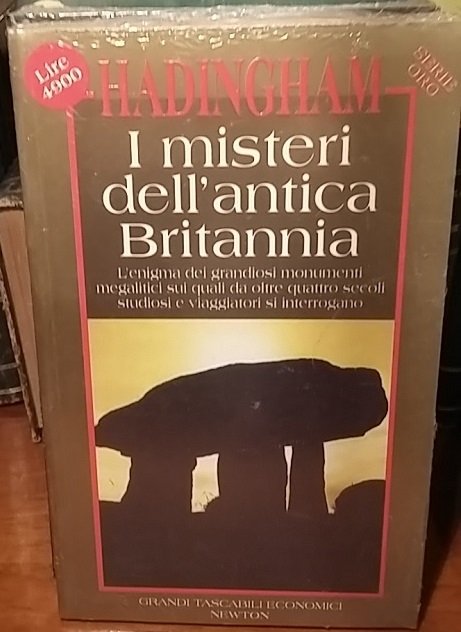 Lire
4900
HADINGHAM
SERIE
ORO
I misteri
dell'antica
Britannia
L'enigma dei grandiosi monumenti
megalitici sui quali da oltre quattro secoli
studiosi e viaggiatori si interrogano
GRANDI TASCABILI ECONOMICI
NEWTON